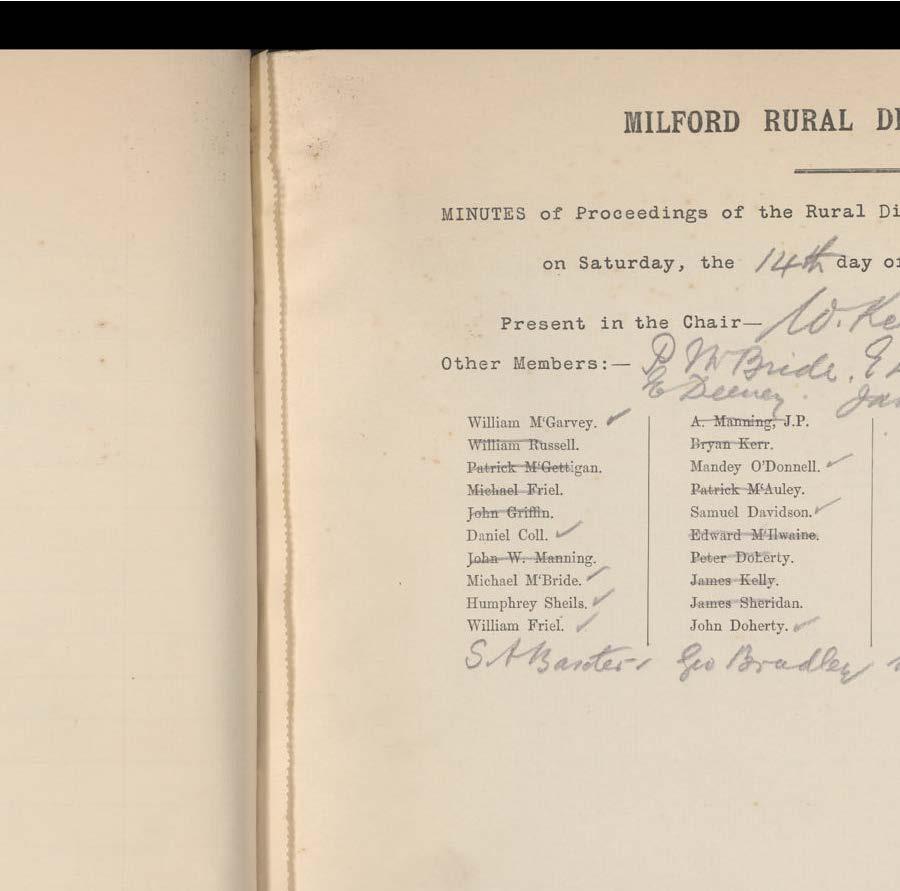 MILFORD RURAL DI
MINUTES of Proceedings of the Rural Di
on Saturday, the 14th day of
Present in the Chair— W. Ke
Other Members:— P McBride, E
E Deeney. Jam
William M‘Garvey. ✓
William Russell.
Patrick M‘Gettigan.
Michael Friel.
John Griffin.
Daniel Coll. ✓
John W. Manning.
Michael M‘Bride. ✓
Humphrey Sheils. ✓
William Friel. ✓
A. Manning, J.P.
Bryan Kerr.
Mandey O’Donnell. ✓
Patrick M‘Auley.
Samuel Davidson. ✓
Edward M‘Ilwaine.
Peter Doherty.
James Kelly.
James Sheridan.
John Doherty. ✓
S A Baxter Geo Bradley